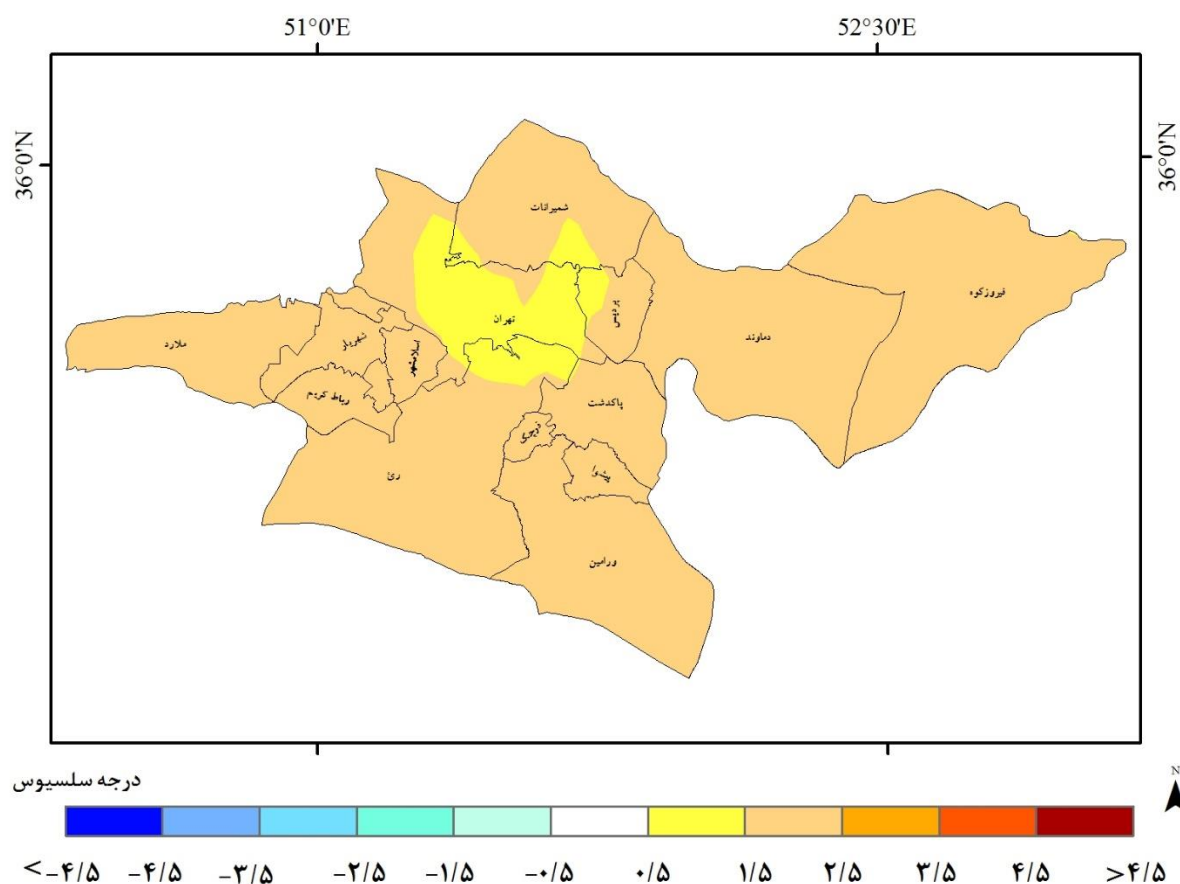 51°0'E 52°30'E
36°0'N 36°0'N
شمیرانات
فیروزکوه
تهران
پردیس
دماوند
ملارد
شهریار
اسلامشهر
رباط کریم
پاکدشت
قرچک
پیشوا
رئ
ورامین
درجه سلسیوس
N
<-۴/۵ -۴/۵ -۳/۵ -۲/۵ -۱/۵ -۰/۵ ۰/۵ ۱/۵ ۲/۵ ۳/۵ ۴/۵ >۴/۵